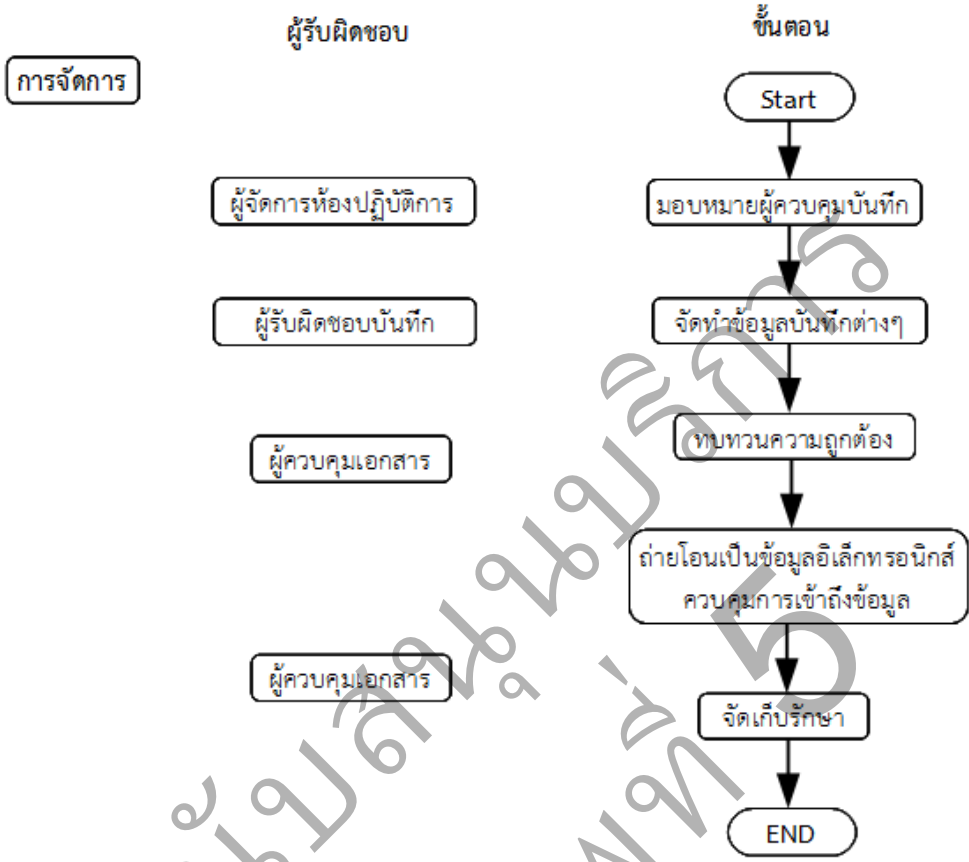 ผู้รับผิดชอบ
ขั้นตอน
การจัดการ
Start
ผู้จัดการห้องปฏิบัติการ
มอบหมายผู้ควบคุมบันทึก
ผู้รับผิดชอบบันทึก
จัดทำข้อมูลบันทึกต่างๆ
ผู้ควบคุมเอกสาร
ทบทวนความถูกต้อง
ถ่ายโอนเป็นข้อมูลอิเล็กทรอนิกส์
ควบคุมการเข้าถึงข้อมูล
ผู้ควบคุมเอกสาร
จัดเก็บรักษา
END